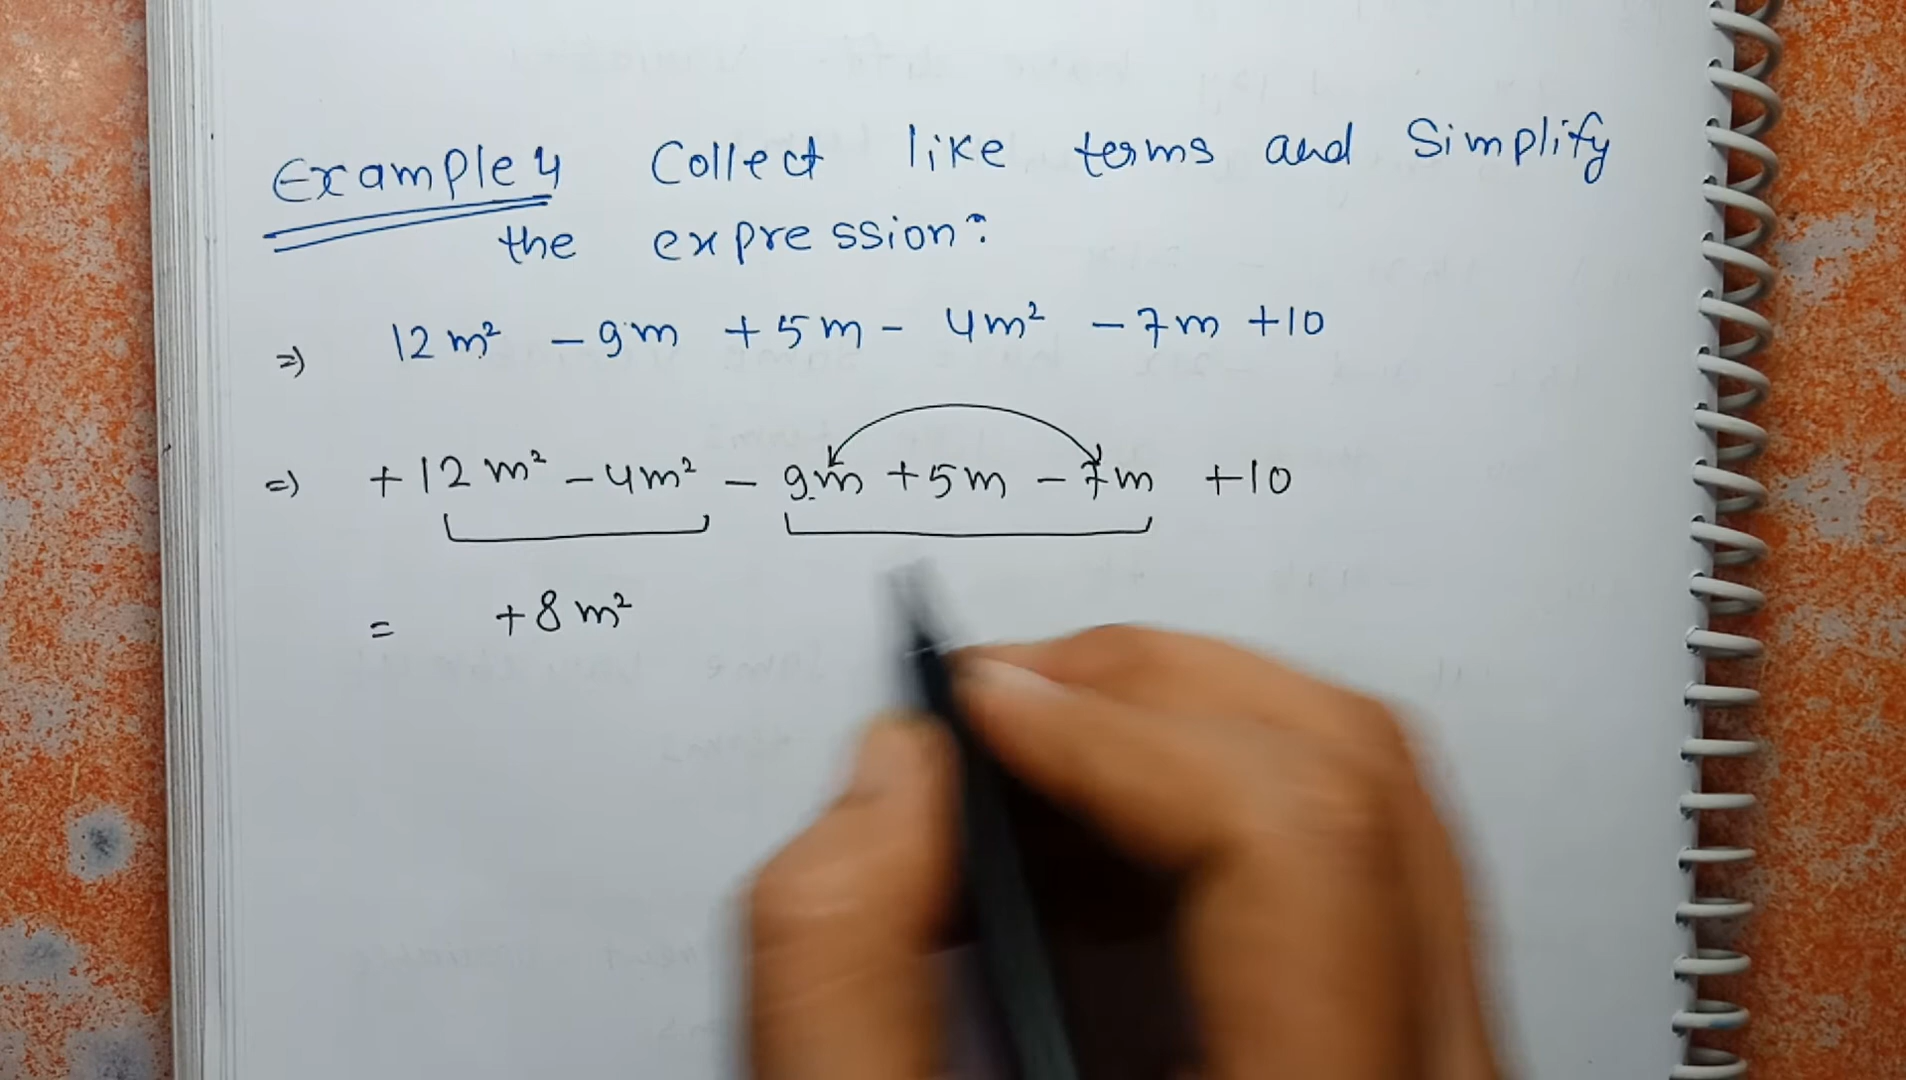 Example 4 Collect like terms and Simplify
the expression?
⇒ 12m² - 9m + 5m - 4m² - 7m + 10
⇒ + 12m² - 4m² - 9m + 5m - 7m + 10
= + 8m²